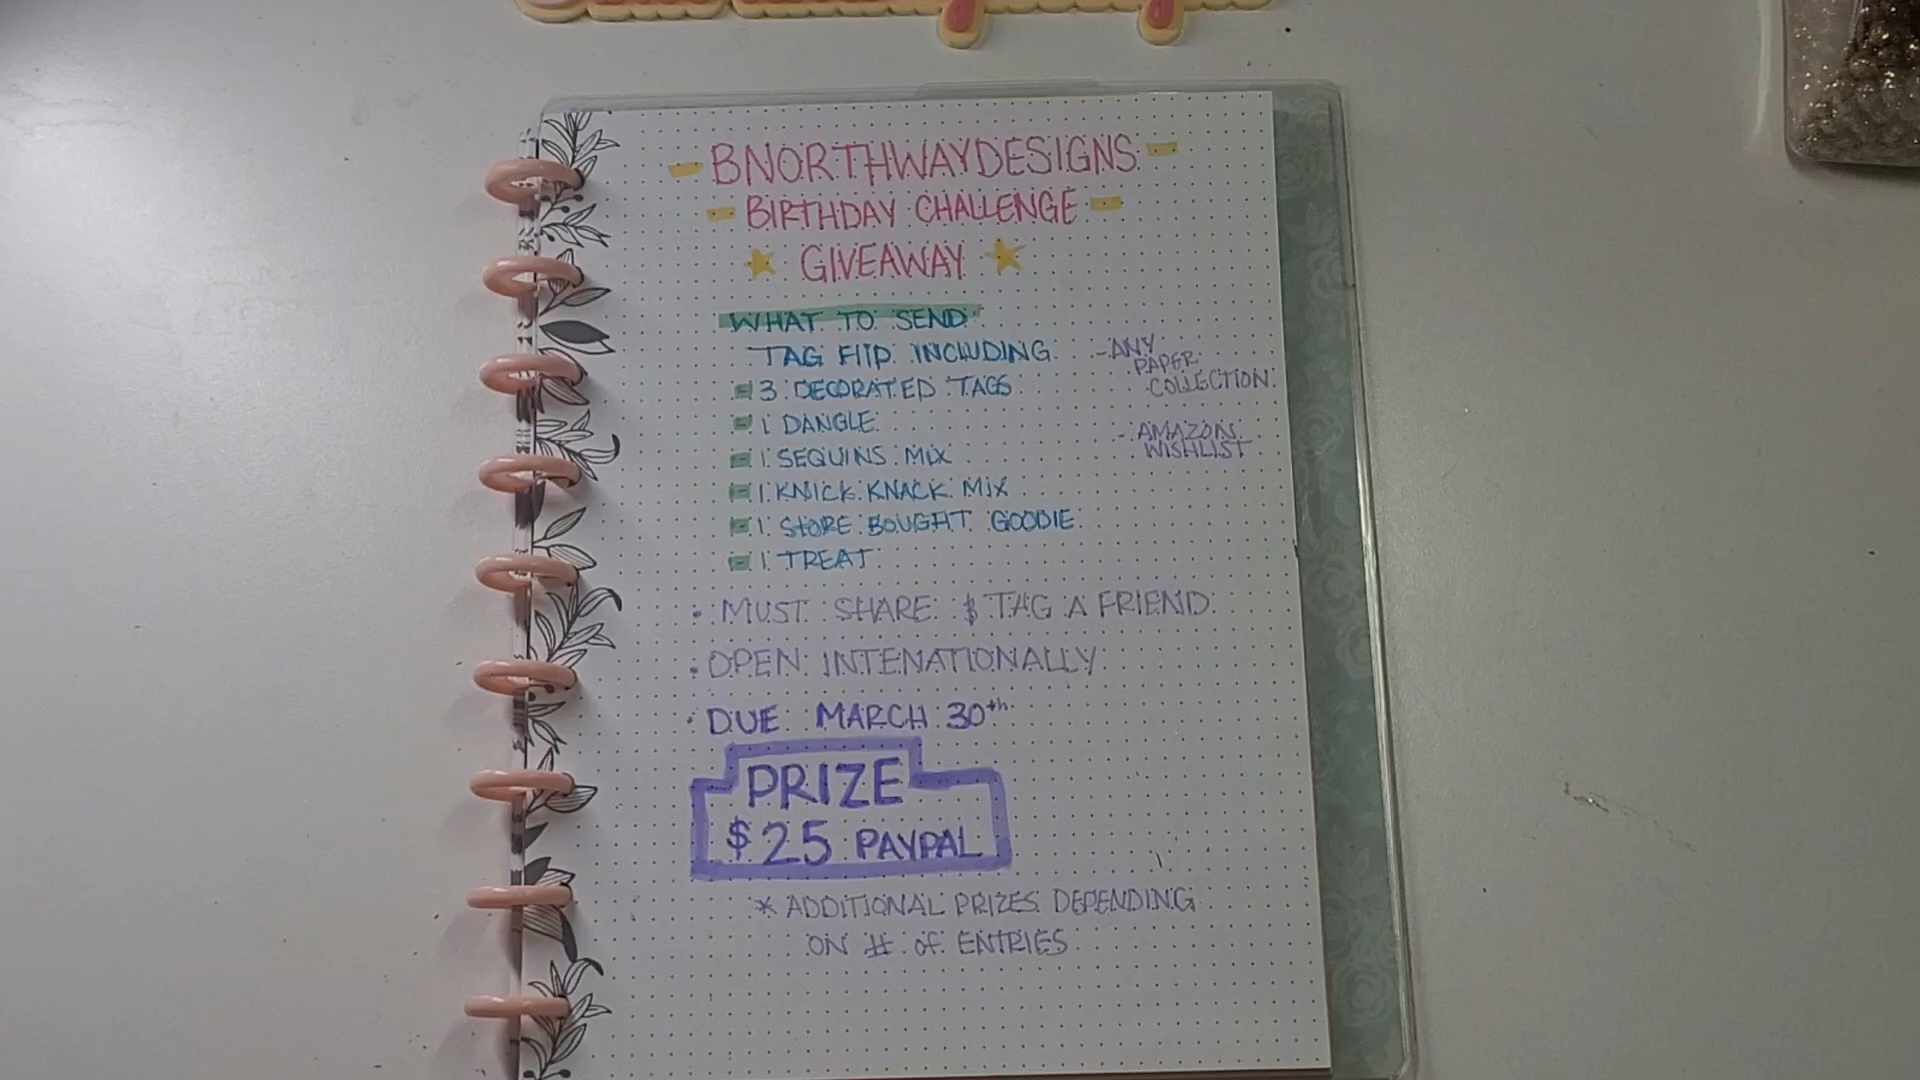 - BNORTHWAYDESIGNS -
- BIRTHDAY CHALLENGE -
GIVEAWAY
WHAT TO SEND
TAG FLIP INCLUDING
- 3 DECORATED TAGS
- 1 DANGLE
- 1 SEQUINS MIX
- 1 KNICK KNACK MIX
- 1 STORE BOUGHT GOODIE
- 1 TREAT
- ANY
PAPER
COLLECTION
- AMAZON
WISHLIST
• MUST SHARE & TAG A FRIEND
• OPEN INTENATIONALLY
• DUE MARCH 30th
PRIZE
$25 PAYPAL
* ADDITIONAL PRIZES DEPENDING
ON # of ENTRIES